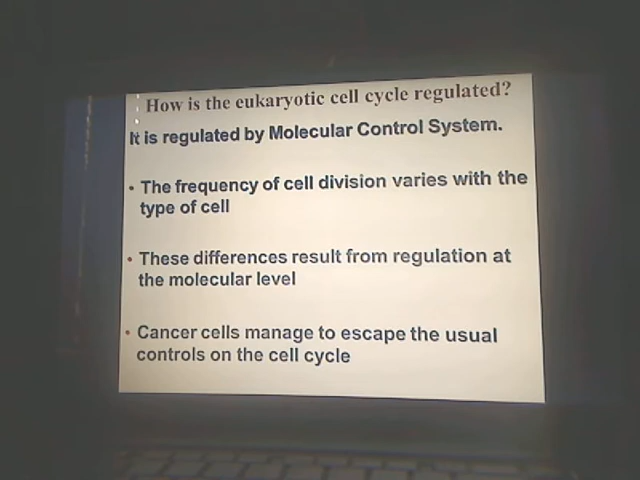 How is the eukaryotic cell cycle regulated?
It is regulated by Molecular Control System.
• The frequency of cell division varies with the
type of cell
• These differences result from regulation at
the molecular level
• Cancer cells manage to escape the usual
controls on the cell cycle